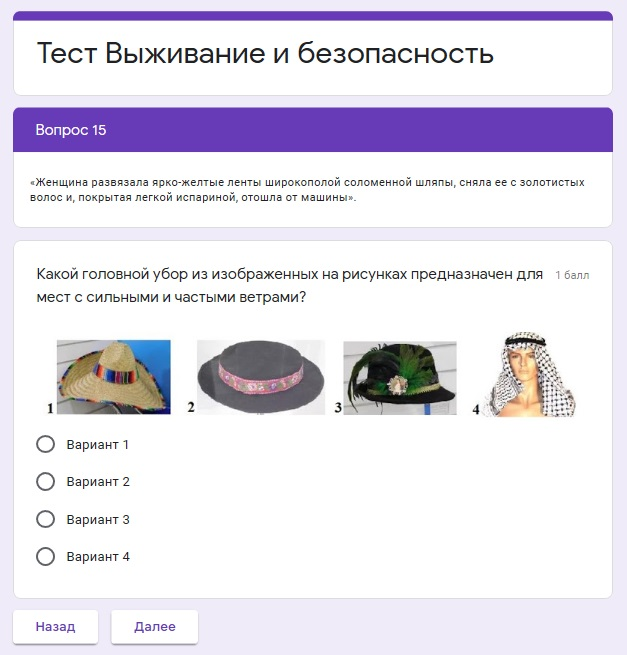 Тест Выживание и безопасность
Вопрос 15
«Женщина развязала ярко-желтые ленты широкополой соломенной шляпы, сняла ее с золотистых
волос и, покрытая легкой испариной, отошла от машины».
Какой головной убор из изображенных на рисунках предназначен для
мест с сильными и частыми ветрами?
1 балл
1 2 3 4
Вариант 1
Вариант 2
Вариант 3
Вариант 4
Назад Далее